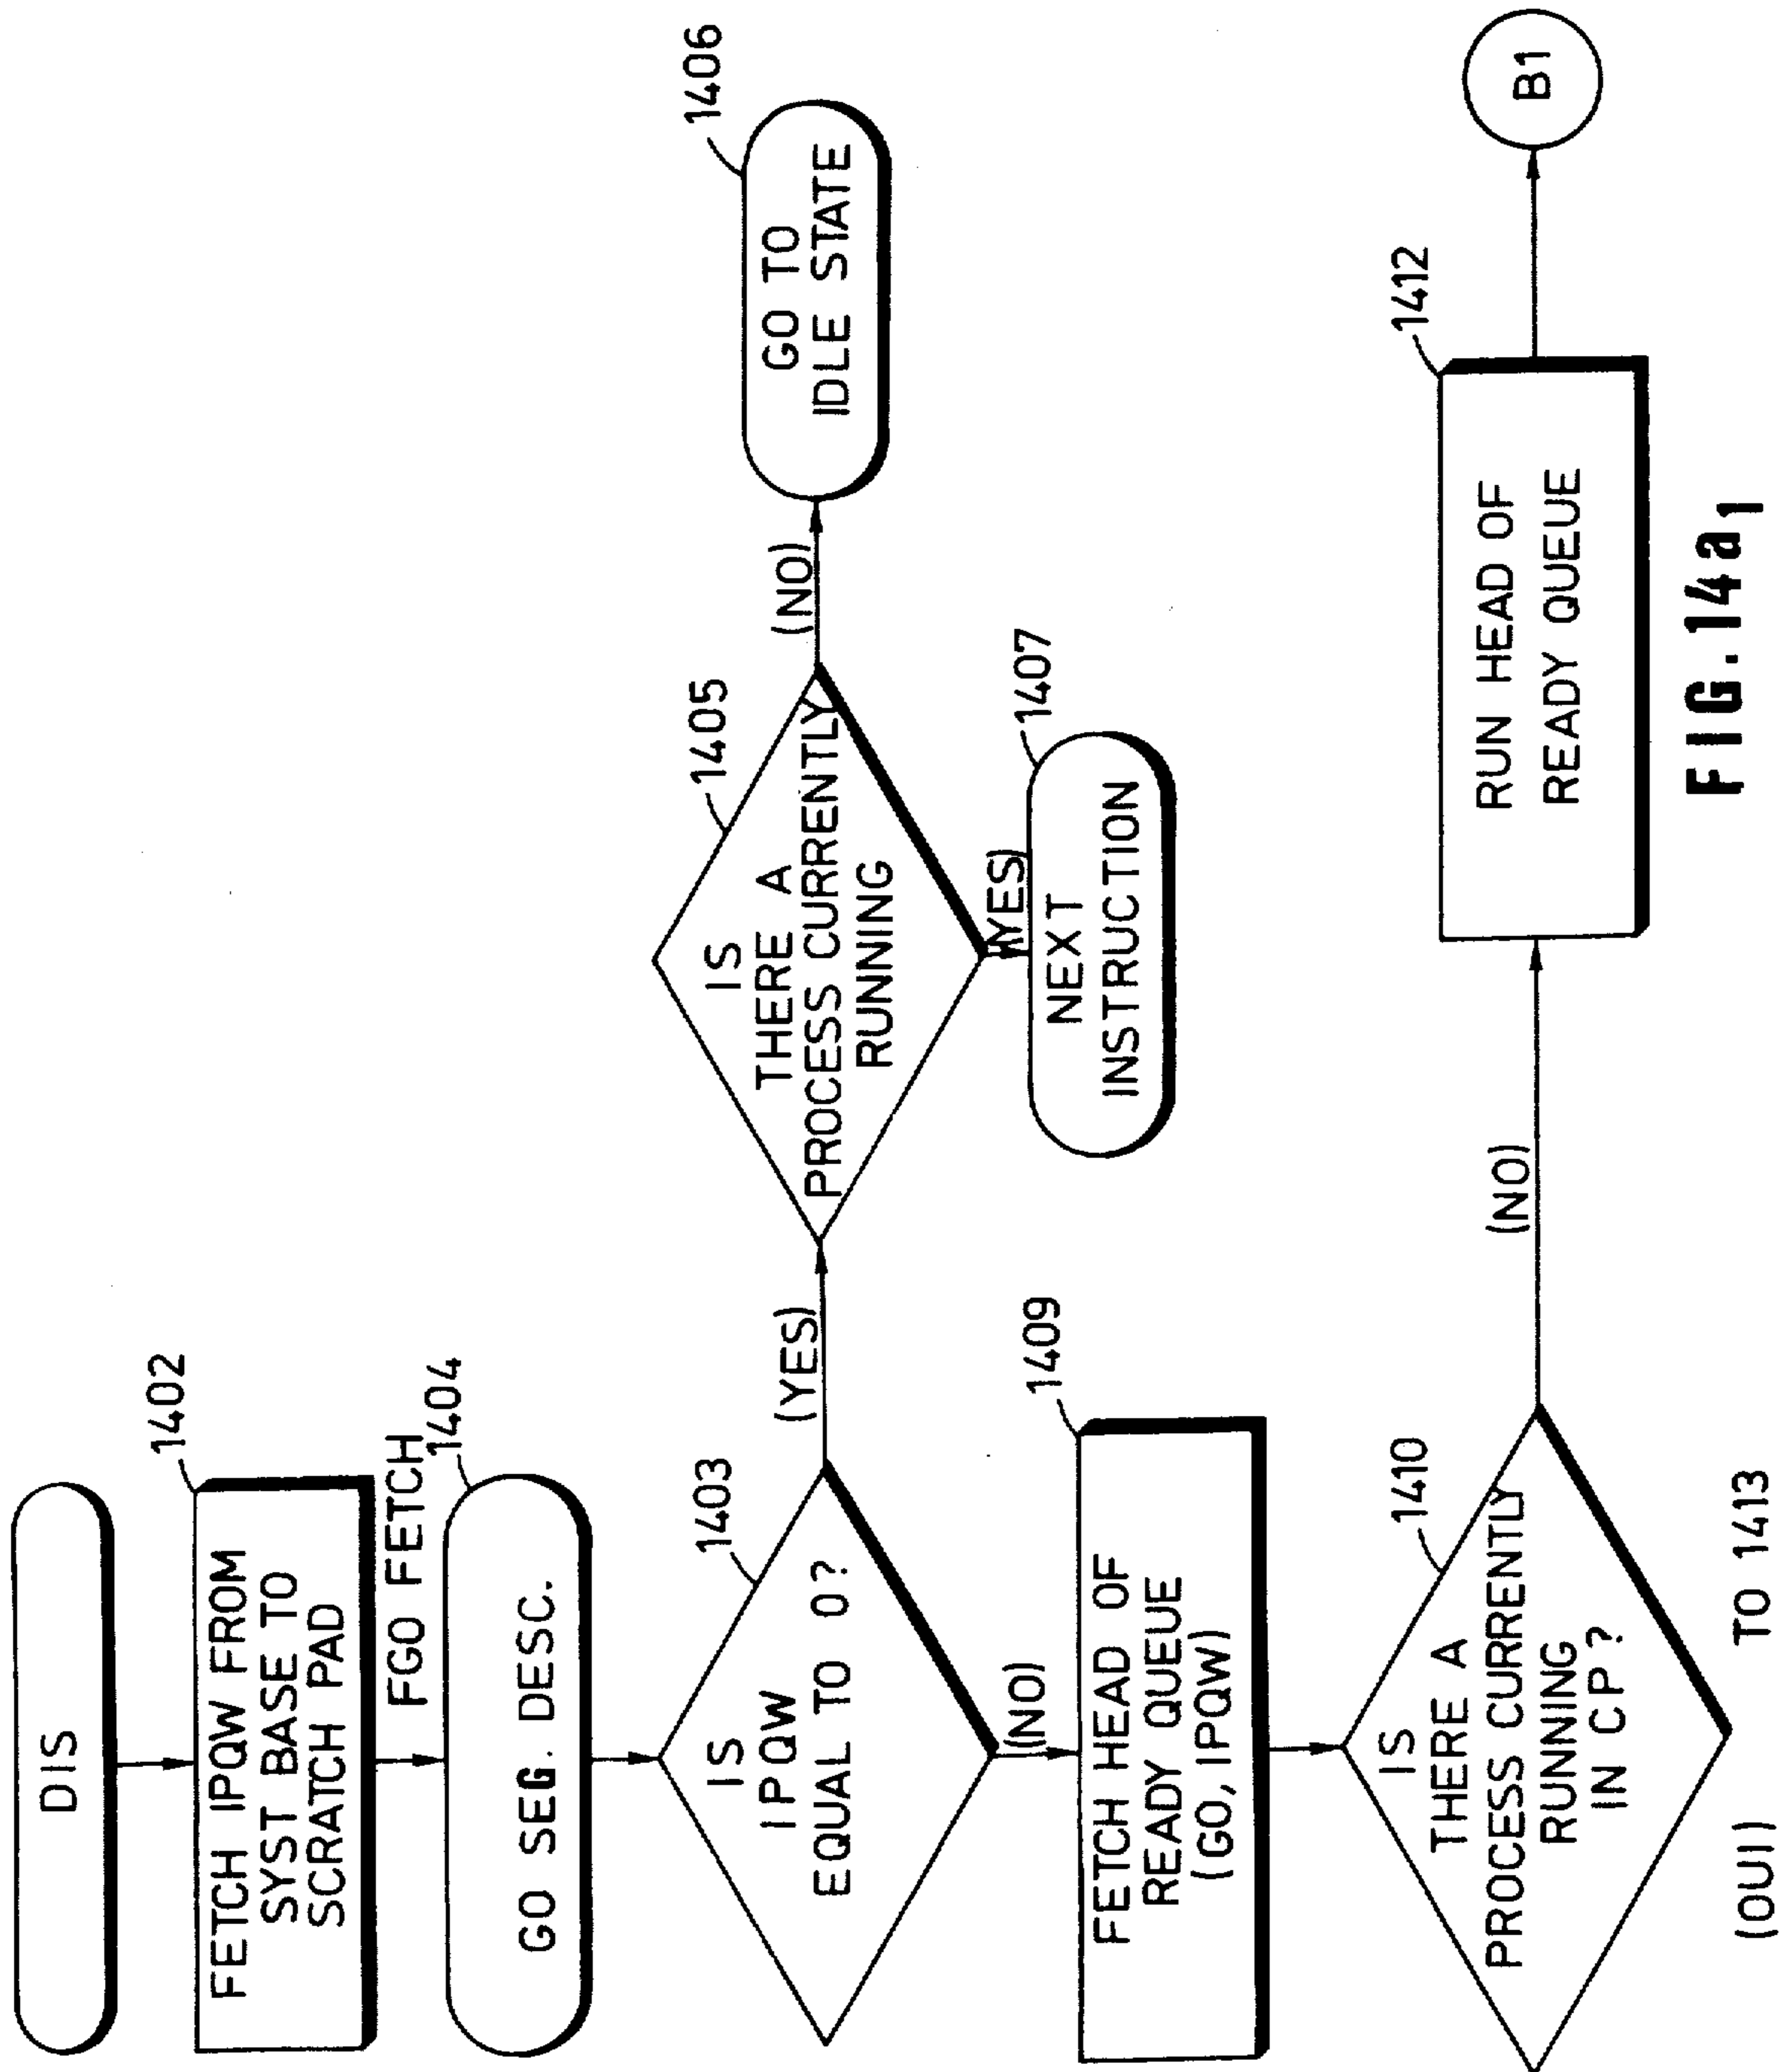 DIS
1402
FETCH IPQW FROM
SYST BASE TO
SCRATCH PAD
FGO FETCH
1404
GO SEG. DESC.
1403
IS
IPQW
EQUAL TO 0?
(YES)
(NO)
1405
IS
THERE A
PROCESS CURRENTLY
RUNNING
(NO)
1406
GO TO
IDLE STATE
(YES)
1407
NEXT
INSTRUCTION
1409
FETCH HEAD OF
READY QUEUE
(GO, IPQW)
1410
IS
THERE A
PROCESS CURRENTLY
RUNNING
IN CP?
(NO)
1412
RUN HEAD OF
READY QUEUE
B1
(OUI) TO 1413
FIG.14a1